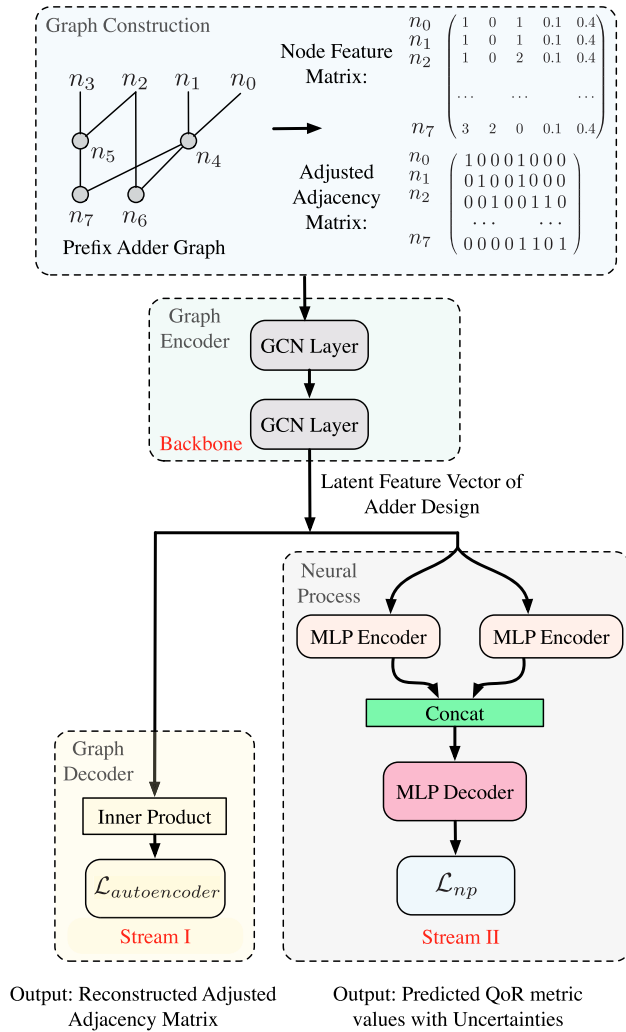 Graph Construction
n3 n2 n1 n0
n5
n4
n7 n6
Prefix Adder Graph
Node Feature
Matrix:
n0 1 0 1 0.1 0.4
n1 1 0 1 0.1 0.4
n2 1 0 2 0.1 0.4
... ... ...
n7 3 2 0 0.1 0.4
Adjusted
Adjacency
Matrix:
n0 1 0 0 0 1 0 0 0
n1 0 1 0 0 1 0 0 0
n2 0 0 1 0 0 1 1 0
... ...
n7 0 0 0 0 1 1 0 1
Graph
Encoder
GCN Layer
GCN Layer
Backbone
Latent Feature Vector of
Adder Design
Neural
Process
MLP Encoder
MLP Encoder
Concat
MLP Decoder
ℒnp
Stream II
Graph
Decoder
Inner Product
ℒautoencoder
Stream I
Output: Reconstructed Adjusted
Adjacency Matrix
Output: Predicted QoR metric
values with Uncertainties